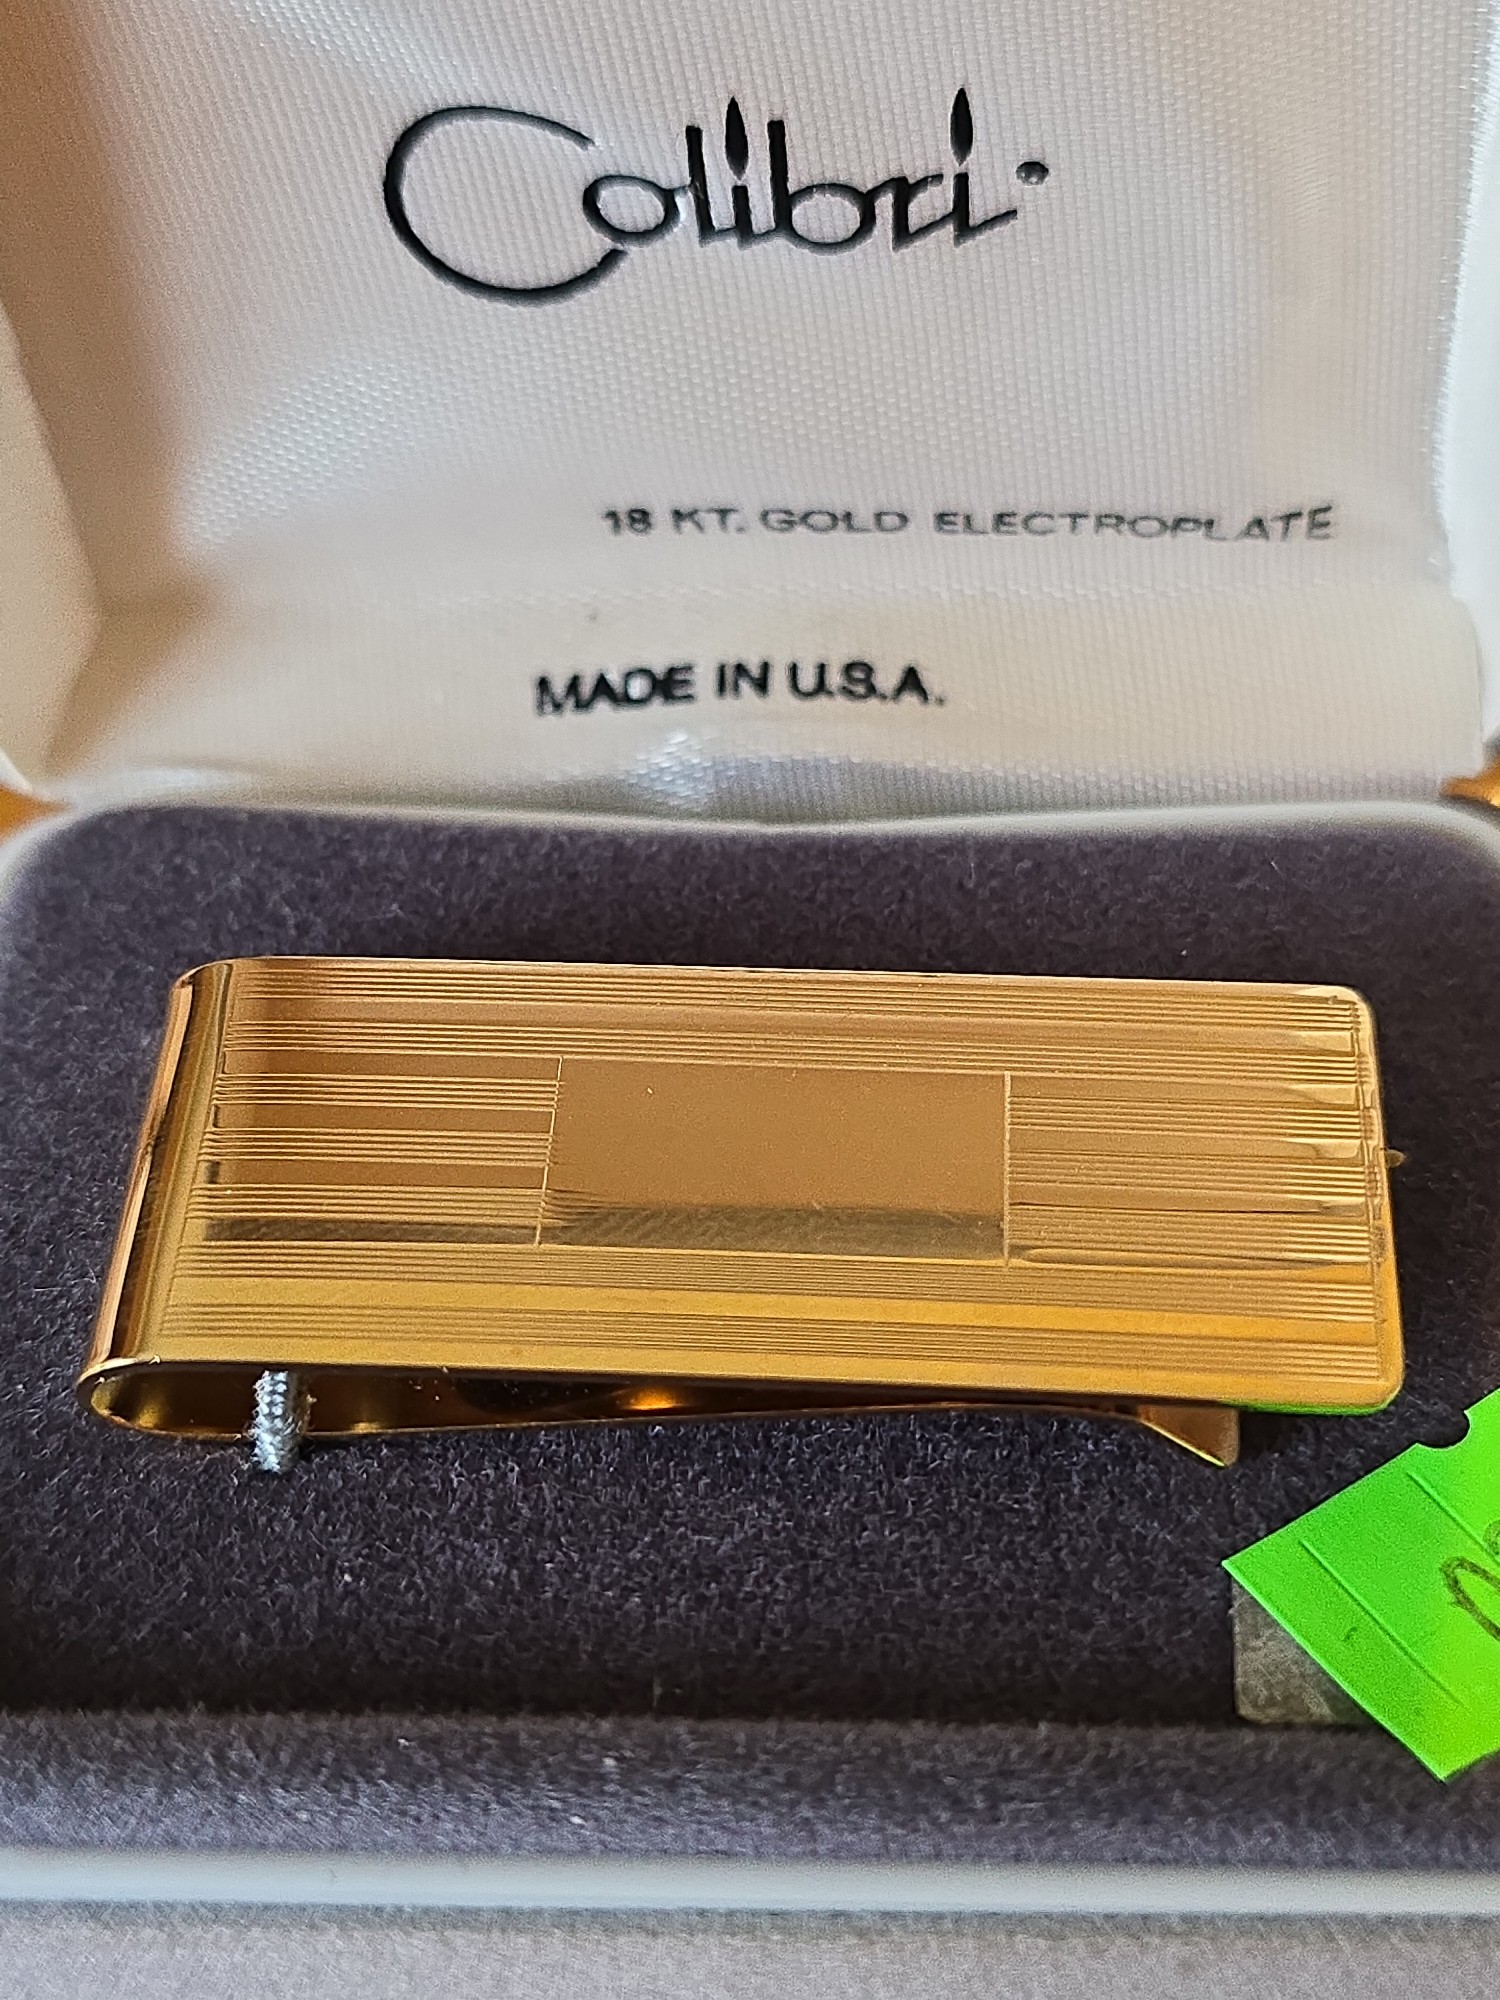 Colibri
18 KT. GOLD ELECTROPLATE
MADE IN U.S.A.